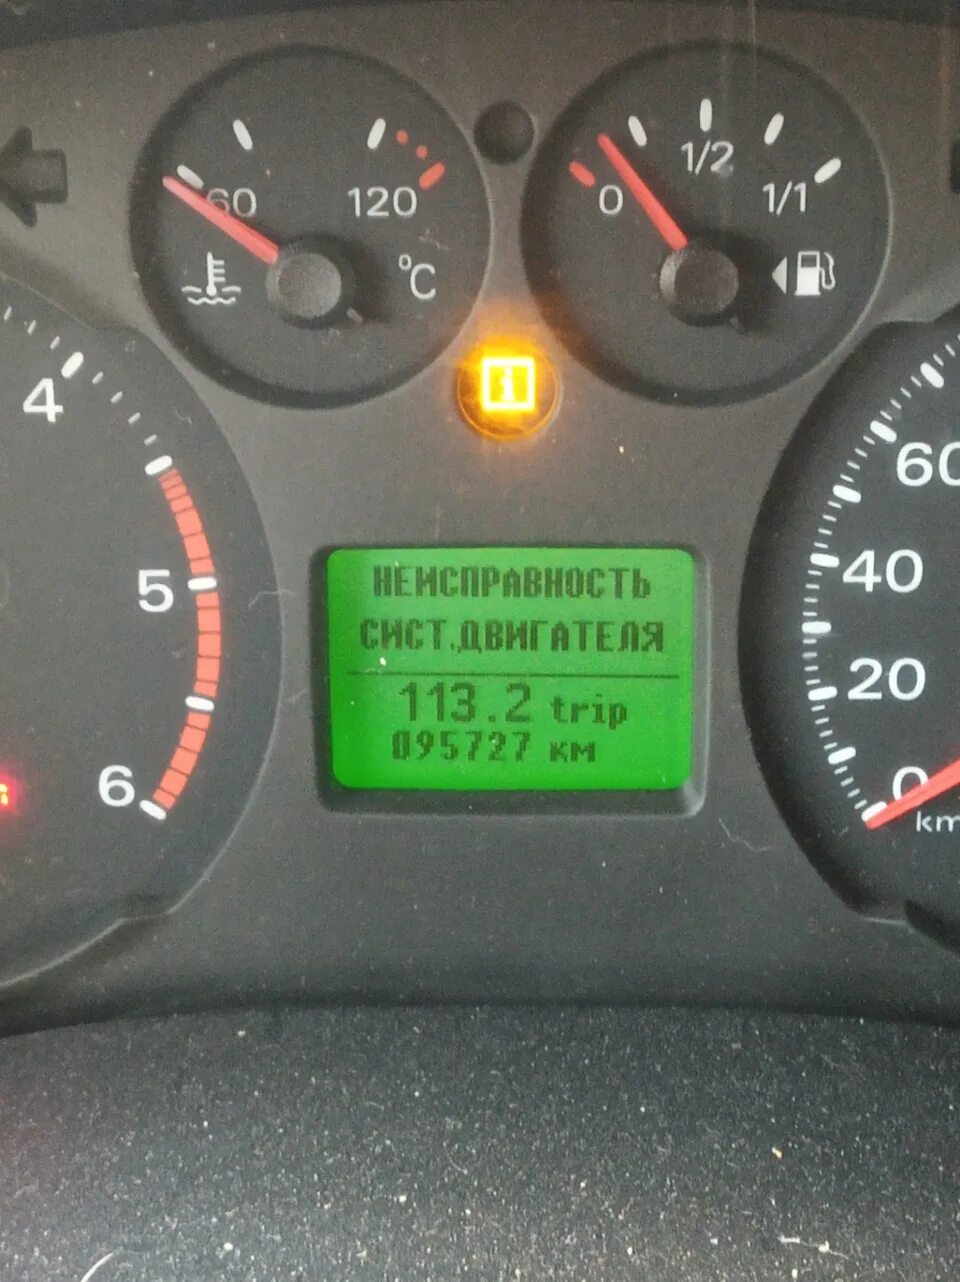 60 120
°C
0 1/2 1/1
4
5
6
НЕИСПРАВНОСТЬ
СИСТ.ДВИГАТЕЛЯ
113.2 trip
095727 км
60
40
20
0
km